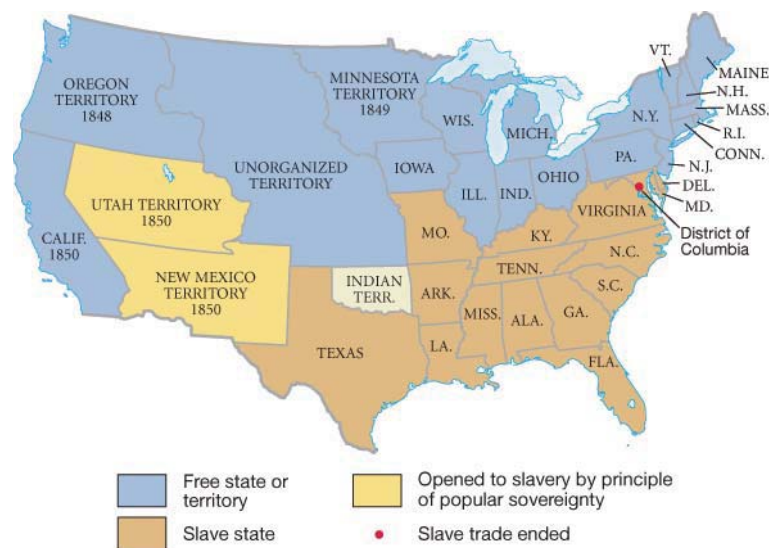 OREGON
TERRITORY
1848
MINNESOTA
TERRITORY
1849
VT.
MAINE
N.H.
MASS.
R.I.
CONN.
N.Y.
WIS.
MICH.
UNORGANIZED
TERRITORY
IOWA
PA.
N.J.
DEL.
MD.
District of
Columbia
ILL.
IND.
OHIO
UTAH TERRITORY
1850
CALIF.
1850
NEW MEXICO
TERRITORY
1850
MO.
KY.
VIRGINIA
N.C.
TENN.
S.C.
INDIAN
TERR.
ARK.
MISS.
ALA.
GA.
TEXAS
LA.
FLA.
Free state or
territory
Slave state
Opened to slavery by principle
of popular sovereignty
Slave trade ended